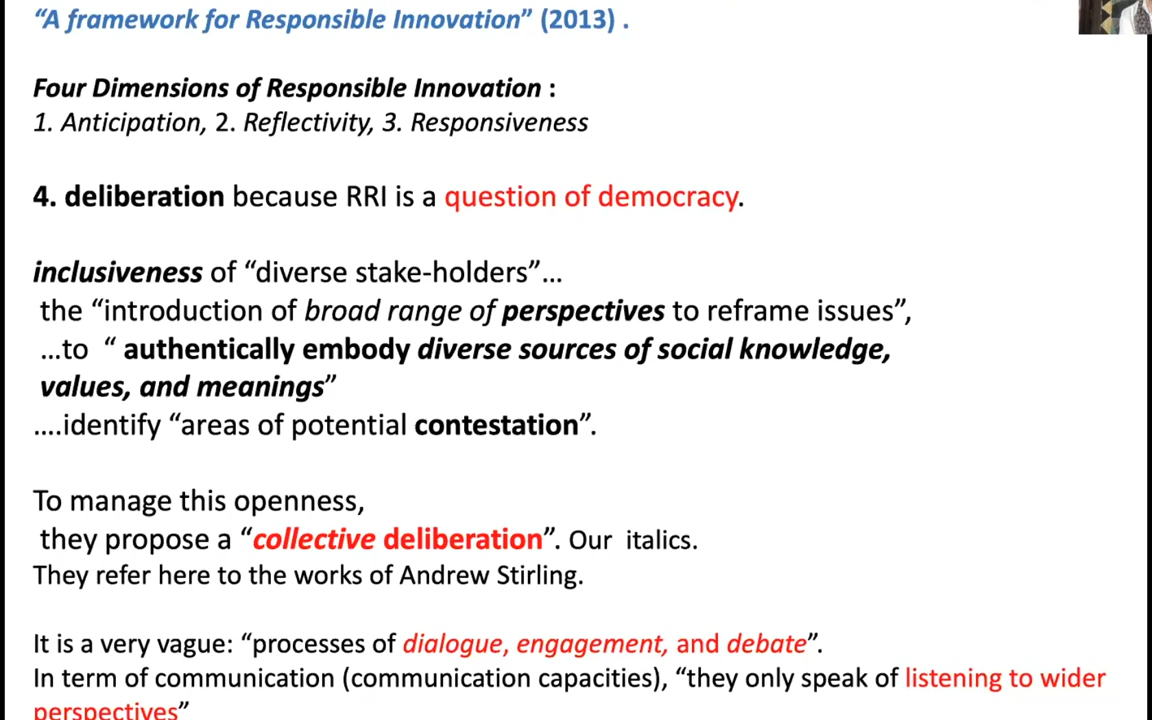 “A framework for Responsible Innovation” (2013) .
Four Dimensions of Responsible Innovation :
1. Anticipation, 2. Reflectivity, 3. Responsiveness
4. deliberation because RRI is a question of democracy.
inclusiveness of “diverse stake-holders”…
the “introduction of broad range of perspectives to reframe issues”,
…to “ authentically embody diverse sources of social knowledge,
values, and meanings”
….identify “areas of potential contestation”.
To manage this openness,
they propose a “collective deliberation”. Our italics.
They refer here to the works of Andrew Stirling.
It is a very vague: “processes of dialogue, engagement, and debate”.
In term of communication (communication capacities), “they only speak of listening to wider
perspectives”